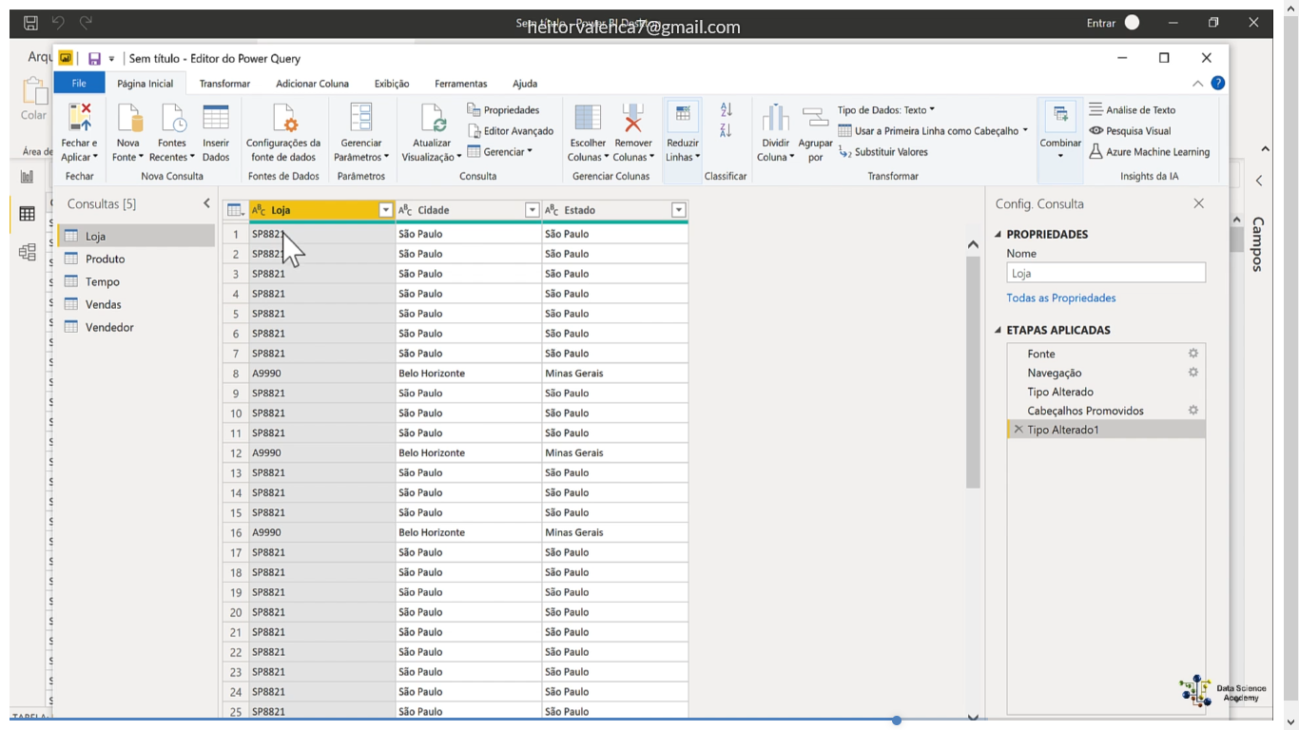 Entrar
heitorvalenca7@gmail.com
Arqu
Sem título - Editor do Power Query
File
Página Inicial
Transformar
Adicionar Coluna
Exibição
Ferramentas
Ajuda
Colar
Área de
Fechar e Aplicar
Fechar
Nova Fonte
Fontes Recentes
Inserir Dados
Nova Consulta
Configurações da fonte de dados
Fontes de Dados
Gerenciar Parâmetros
Parâmetros
Atualizar Visualização
Propriedades
Editor Avançado
Gerenciar
Consulta
Escolher Colunas
Remover Colunas
Gerenciar Colunas
Reduzir Linhas
Classificar
Dividir Coluna
Agrupar por
Tipo de Dados: Texto
Usar a Primeira Linha como Cabeçalho
Substituir Valores
Transformar
Combinar
Análise de Texto
Pesquisa Visual
Azure Machine Learning
Insights da IA
Consultas [5]
Loja
Produto
Tempo
Vendas
Vendedor
Loja Cidade Estado
1 SP8821 São Paulo São Paulo
2 SP8821 São Paulo São Paulo
3 SP8821 São Paulo São Paulo
4 SP8821 São Paulo São Paulo
5 SP8821 São Paulo São Paulo
6 SP8821 São Paulo São Paulo
7 SP8821 São Paulo São Paulo
8 A9990 Belo Horizonte Minas Gerais
9 SP8821 São Paulo São Paulo
10 SP8821 São Paulo São Paulo
11 SP8821 São Paulo São Paulo
12 A9990 Belo Horizonte Minas Gerais
13 SP8821 São Paulo São Paulo
14 SP8821 São Paulo São Paulo
15 SP8821 São Paulo São Paulo
16 A9990 Belo Horizonte Minas Gerais
17 SP8821 São Paulo São Paulo
18 SP8821 São Paulo São Paulo
19 SP8821 São Paulo São Paulo
20 SP8821 São Paulo São Paulo
21 SP8821 São Paulo São Paulo
22 SP8821 São Paulo São Paulo
23 SP8821 São Paulo São Paulo
24 SP8821 São Paulo São Paulo
25 SP8821 São Paulo São Paulo
Config. Consulta
PROPRIEDADES
Nome
Loja
Todas as Propriedades
ETAPAS APLICADAS
Fonte
Navegação
Tipo Alterado
Cabeçalhos Promovidos
Tipo Alterado1
Campos
Data Science
Academy